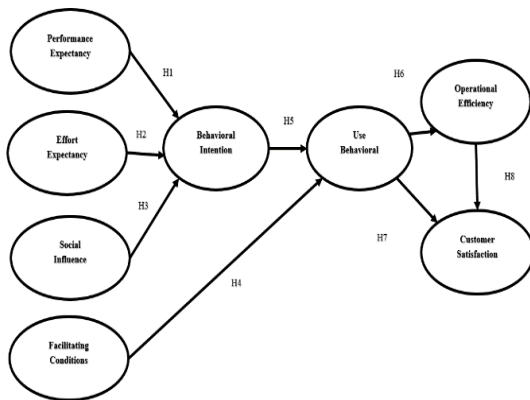 Performance
Expectancy
H1
Effort
Expectancy
H2
Social
Influence
H3
Facilitating
Conditions
H4
Behavioral
Intention
H5
Use
Behavioral
H6
Operational
Efficiency
H7
H8
Customer
Satisfaction